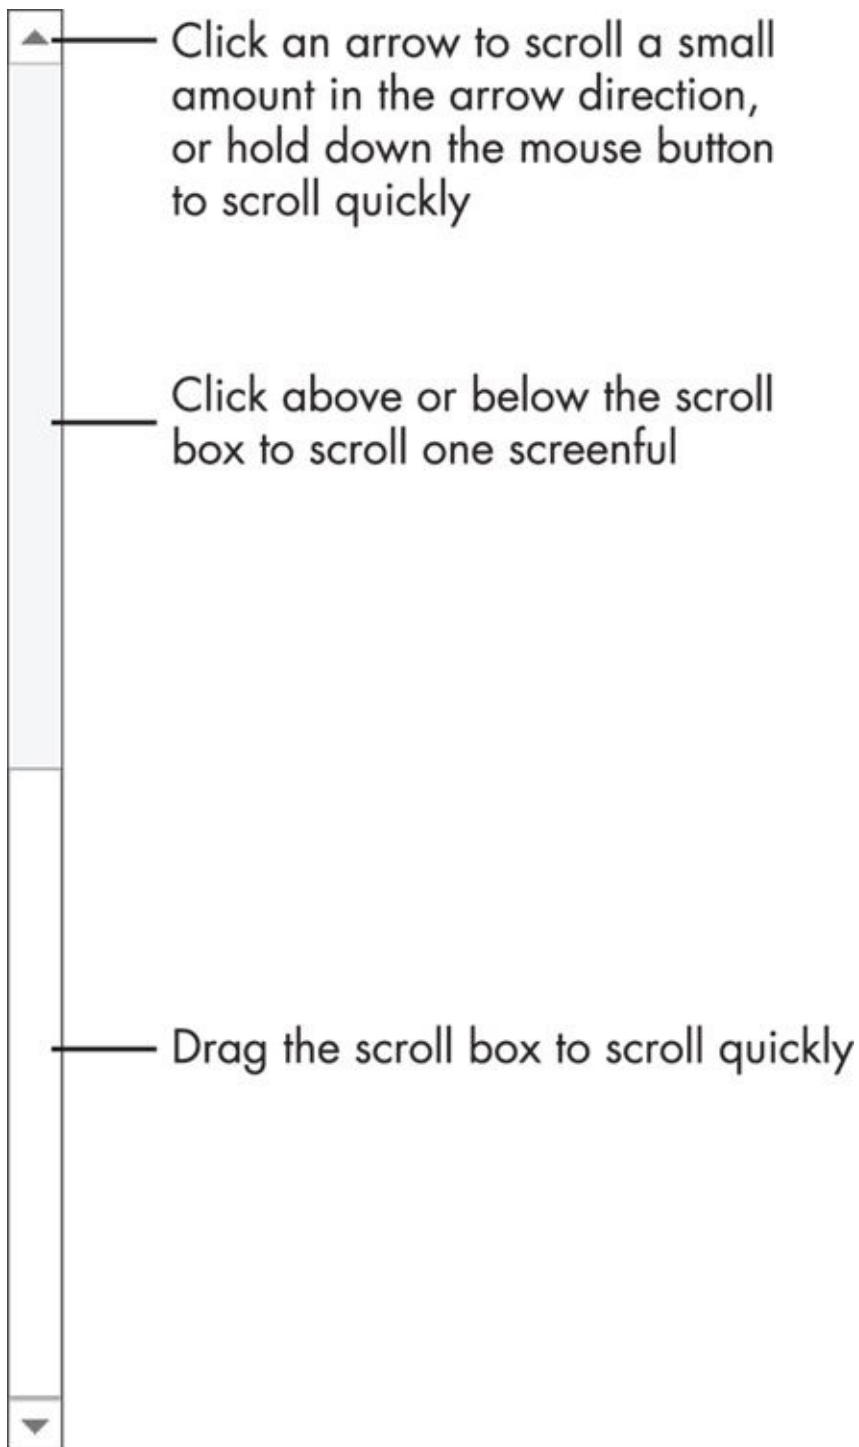 Click an arrow to scroll a small
amount in the arrow direction,
or hold down the mouse button
to scroll quickly
Click above or below the scroll
box to scroll one screenful
Drag the scroll box to scroll quickly